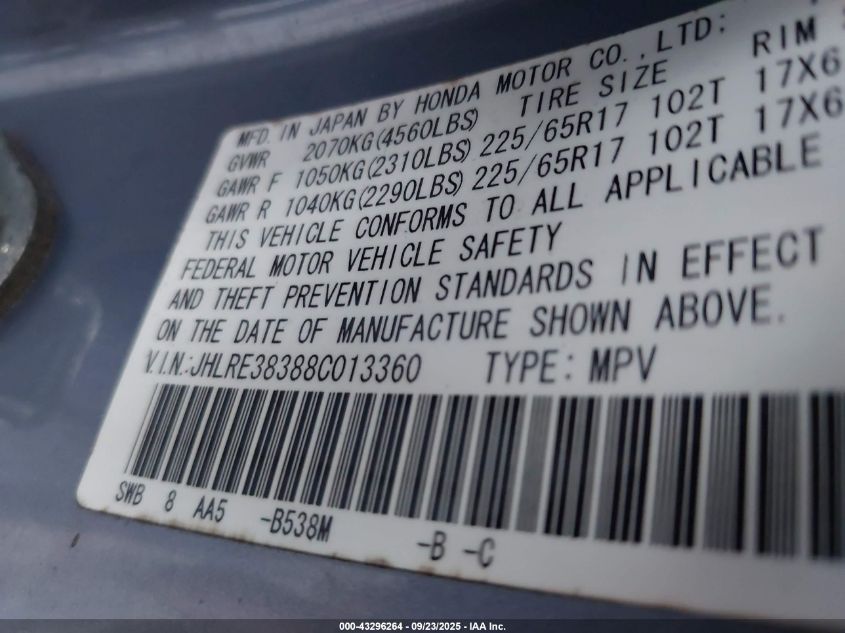 MFD. IN JAPAN BY HONDA MOTOR CO.,LTD:
GVWR 2070KG(4560LBS) TIRE SIZE RIM
GAWR F 1050KG(2310LBS) 225/65R17 102T 17X6
GAWR R 1040KG(2290LBS) 225/65R17 102T 17X6
THIS VEHICLE CONFORMS TO ALL APPLICABLE
FEDERAL MOTOR VEHICLE SAFETY
AND THEFT PREVENTION STANDARDS IN EFFECT
ON THE DATE OF MANUFACTURE SHOWN ABOVE.
V.I.N.:JHLRE38388C013360 TYPE: MPV
SWB 8 AA5 -B538M -B -C
000-43296264 - 09/23/2025 - IAA Inc.